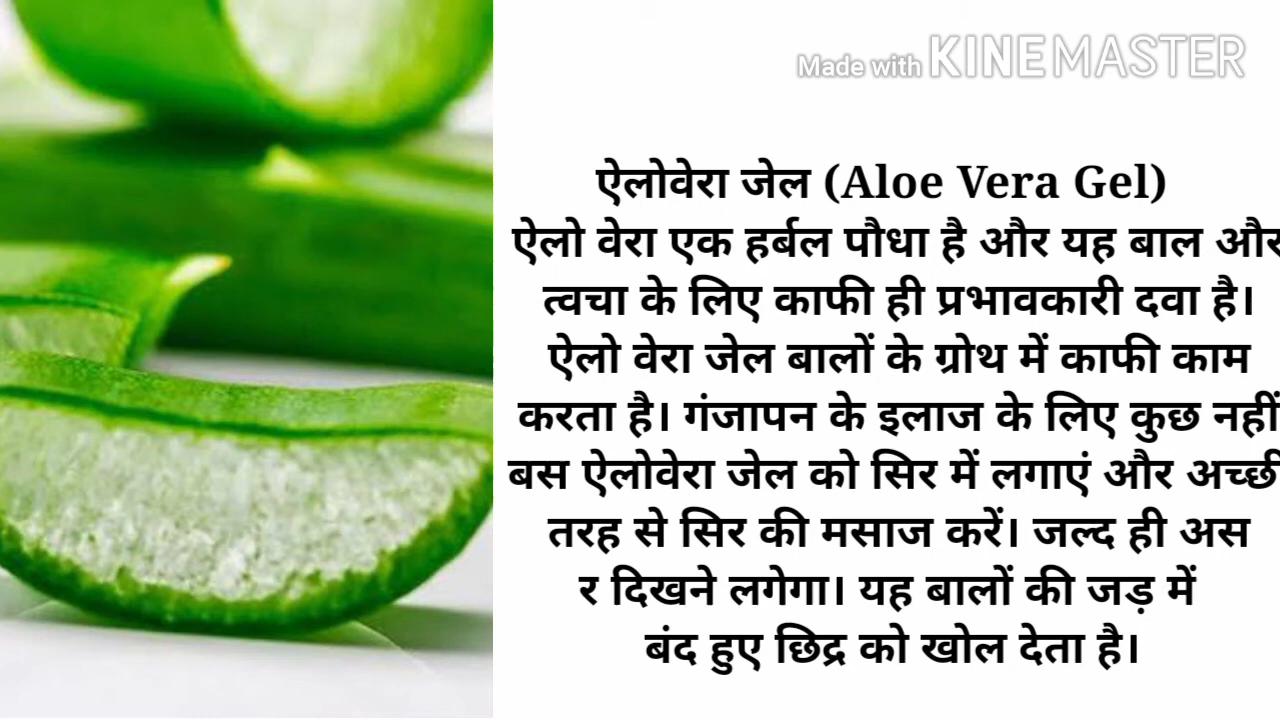 Made with KINEMASTER
ऐलोवेरा जेल (Aloe Vera Gel)
ऐलो वेरा एक हर्बल पौधा है और यह बाल और
त्वचा के लिए काफी ही प्रभावकारी दवा है।
ऐलो वेरा जेल बालों के ग्रोथ में काफी काम
करता है। गंजापन के इलाज के लिए कुछ नहीं
बस ऐलोवेरा जेल को सिर में लगाएं और अच्छी
तरह से सिर की मसाज करें। जल्द ही अस
र दिखने लगेगा। यह बालों की जड़ में
बंद हुए छिद्र को खोल देता है।